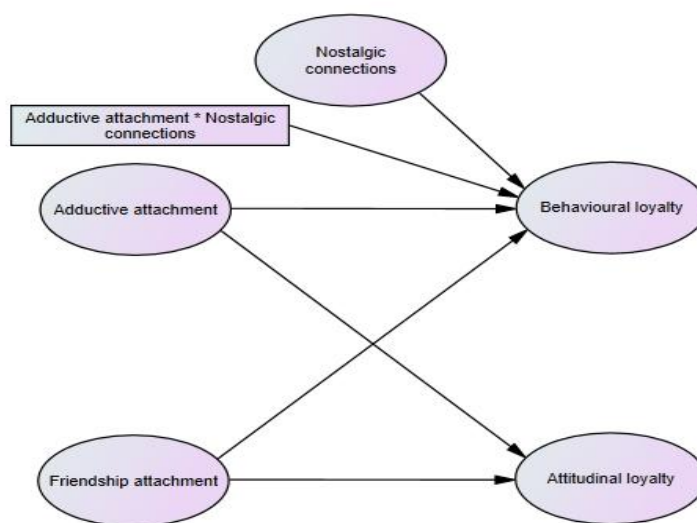 Nostalgic
connections
Adductive attachment * Nostalgic
connections
Adductive attachment
Behavioural loyalty
Friendship attachment
Attitudinal loyalty